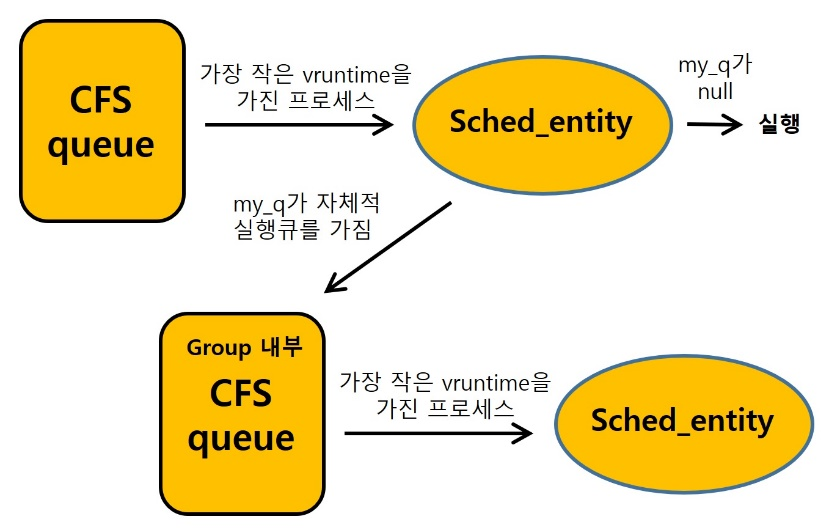 CFS
queue
가장 작은 vruntime을
가진 프로세스
Sched_entity
my_q가
null
실행
my_q가 자체적
실행큐를 가짐
Group 내부
CFS
queue
가장 작은 vruntime을
가진 프로세스
Sched_entity